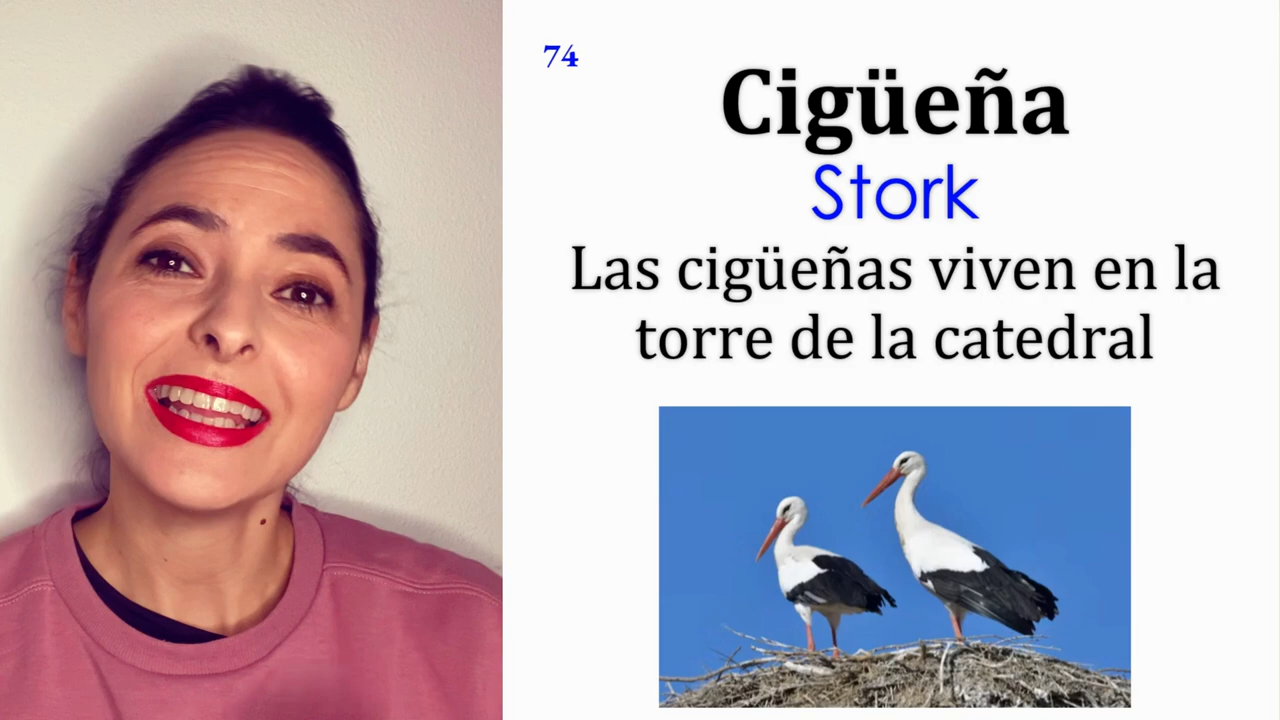 74
Cigüeña
Stork
Las cigüeñas viven en la
torre de la catedral